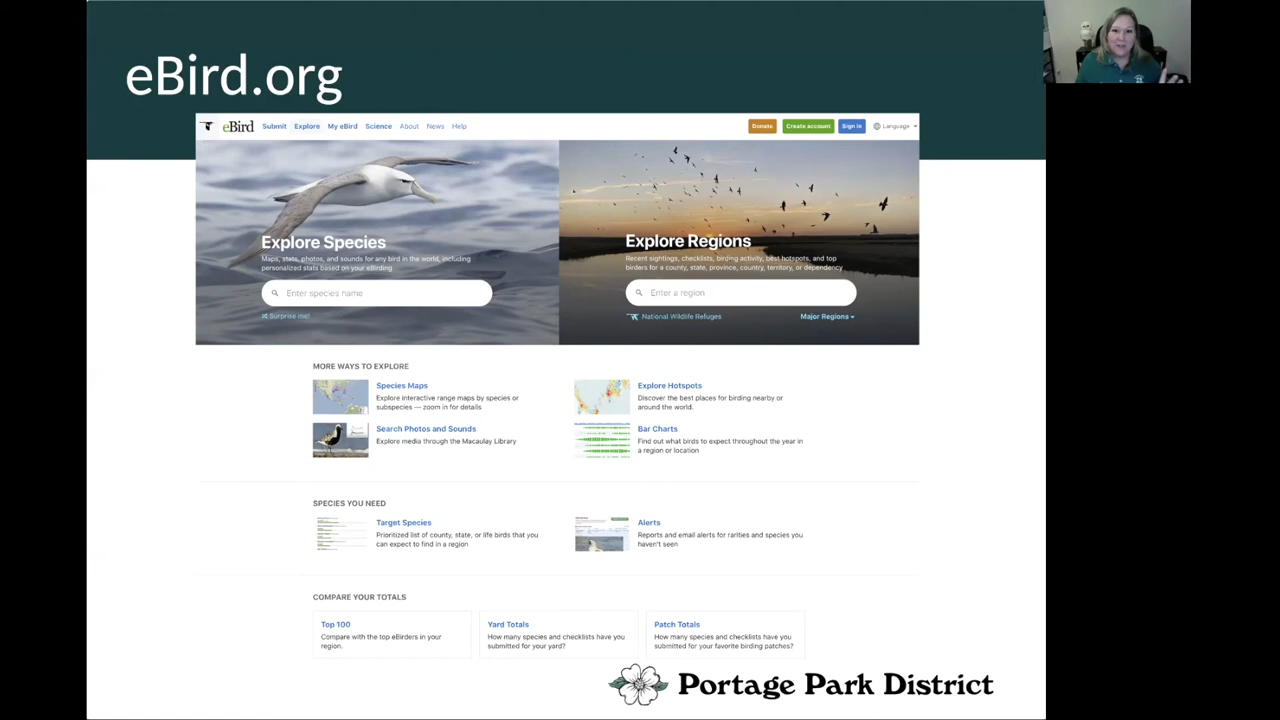 eBird.org
eBird Submit Explore My eBird Science About News Help Donate Create account Sign in Language
Explore Species
Maps, stats, photos, and sounds for any bird in the world, including
personalized stats based on your eBirding
Enter species name
Surprise me!
Explore Regions
Recent sightings, checklists, birding activity, best hotspots, and top
birders for a county, state, province, country, territory, or dependency
Enter a region
National Wildlife Refuges Major Regions
MORE WAYS TO EXPLORE
Species Maps
Explore interactive range maps by species or
subspecies — zoom in for details
Explore Hotspots
Discover the best places for birding nearby or
around the world.
Search Photos and Sounds
Explore media through the Macaulay Library
Bar Charts
Find out what birds to expect throughout the year in
a region or location
SPECIES YOU NEED
Target Species
Prioritized list of county, state, or life birds that you
can expect to find in a region
Alerts
Reports and email alerts for rarities and species you
haven't seen
COMPARE YOUR TOTALS
Top 100
Compare with the top eBirders in your
region.
Yard Totals
How many species and checklists have you
submitted for your yard?
Patch Totals
How many species and checklists have you
submitted for your favorite birding patches?
Portage Park District